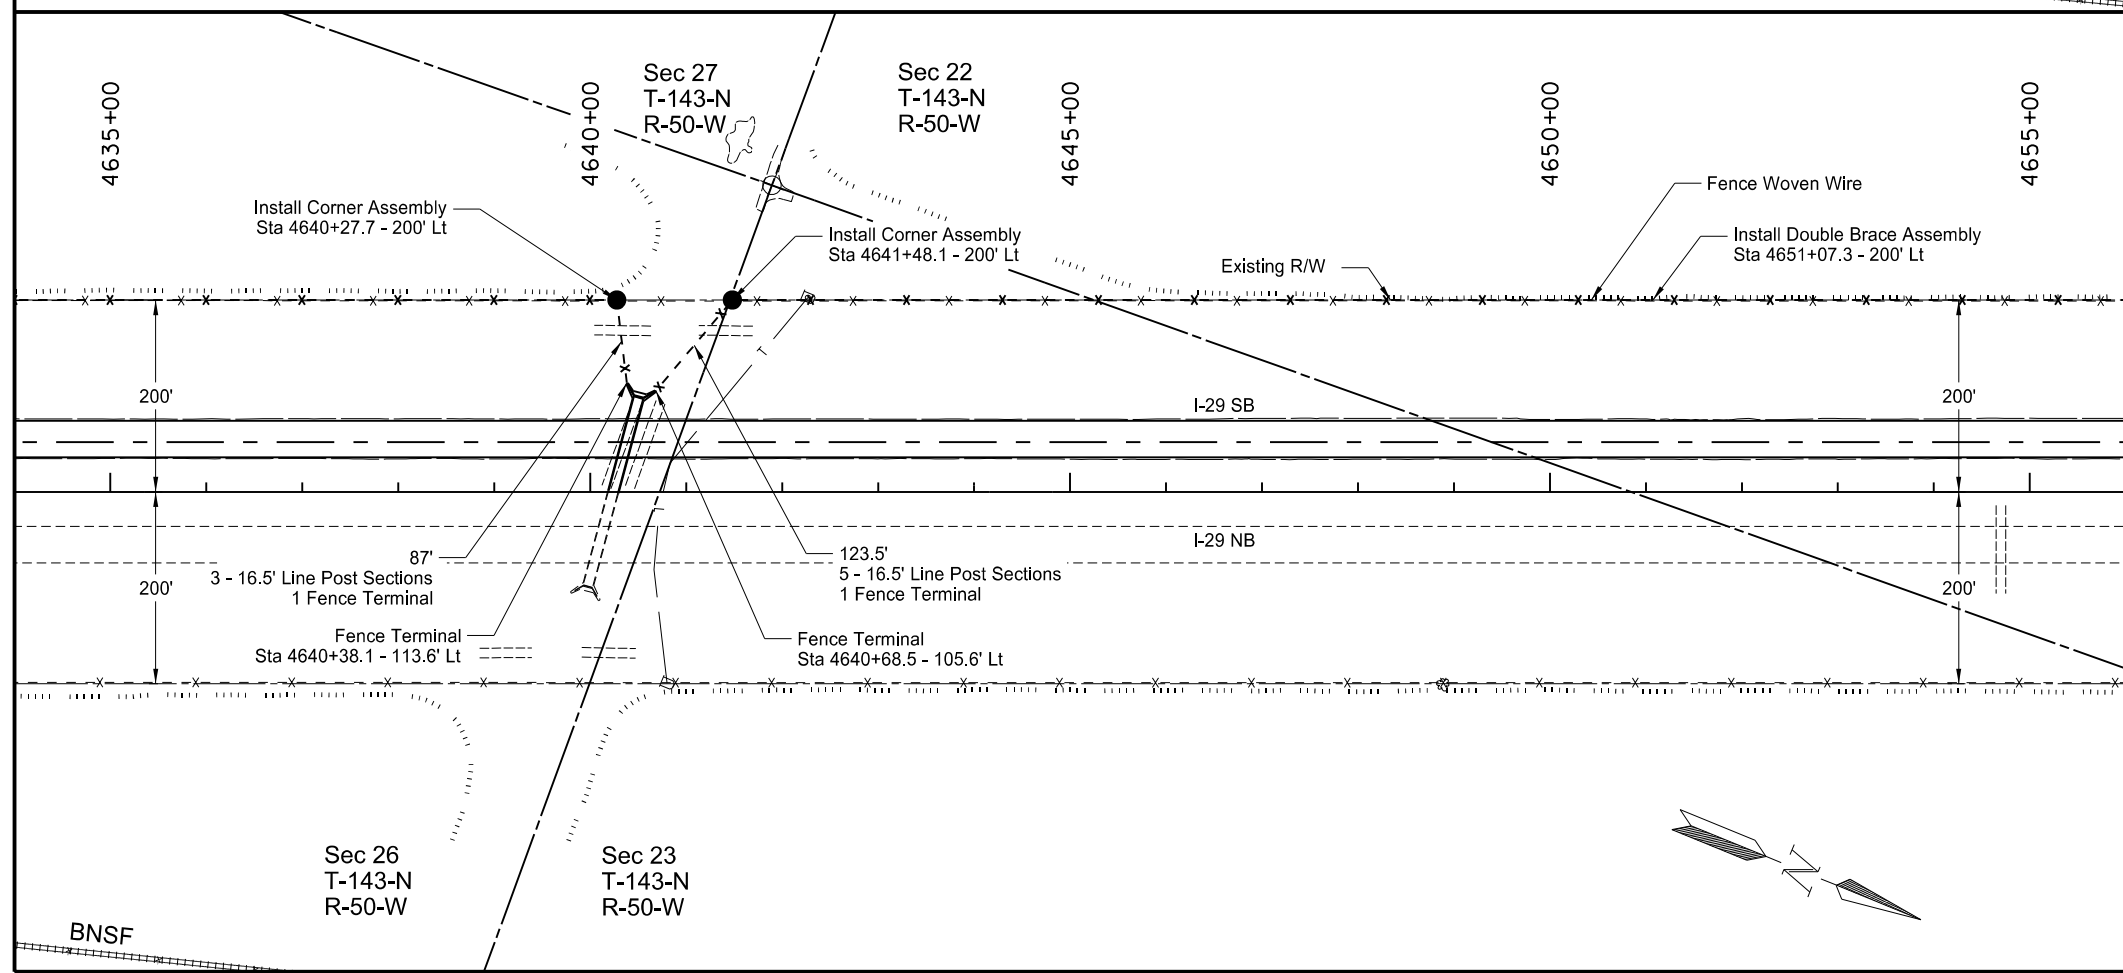 Sec 27
T-143-N
R-50-W
Sec 22
T-143-N
R-50-W
4635+00
4640+00
4645+00
4650+00
4655+00
Install Corner Assembly
Sta 4640+27.7 - 200' Lt
Install Corner Assembly
Sta 4641+48.1 - 200' Lt
Existing R/W
Fence Woven Wire
Install Double Brace Assembly
Sta 4651+07.3 - 200' Lt
200'
I-29 SB
200'
87'
3 - 16.5' Line Post Sections
1 Fence Terminal
123.5'
5 - 16.5' Line Post Sections
1 Fence Terminal
I-29 NB
200'
200'
Fence Terminal
Sta 4640+38.1 - 113.6' Lt
Fence Terminal
Sta 4640+68.5 - 105.6' Lt
Sec 26
T-143-N
R-50-W
Sec 23
T-143-N
R-50-W
N
BNSF